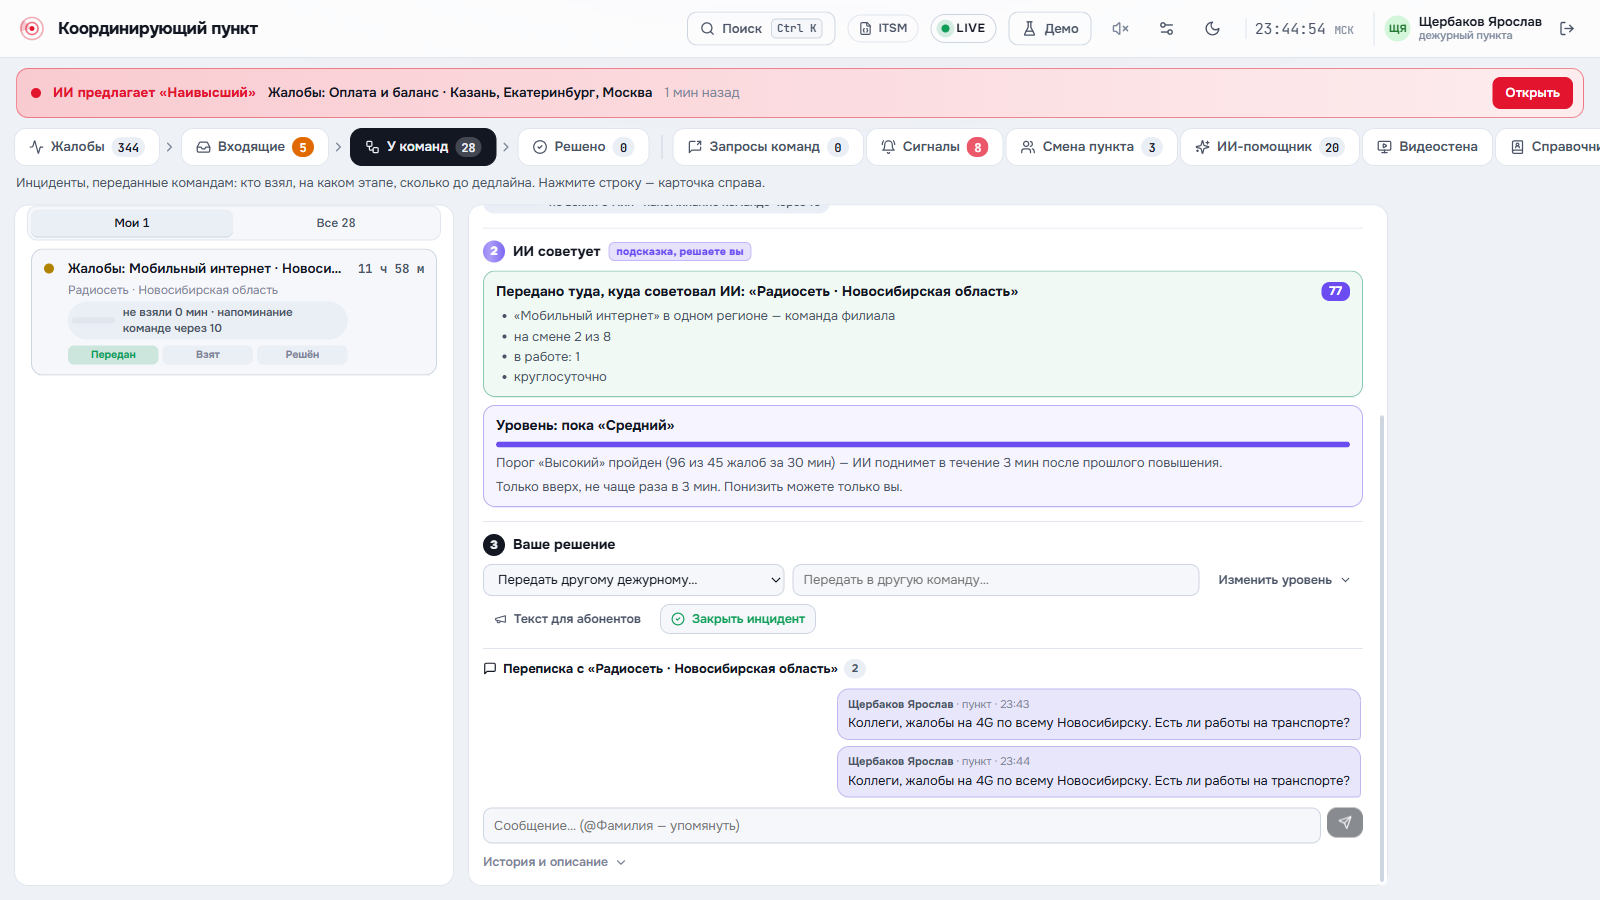 Координирующий пункт
Поиск Ctrl K
ITSM
LIVE
Демо
23:44:54 МСК
ЩЯ
Щербаков Ярослав
дежурный пункта
ИИ предлагает «Наивысший» Жалобы: Оплата и баланс · Казань, Екатеринбург, Москва 1 мин назад
Открыть
Жалобы 344
Входящие 5
У команд 28
Решено 0
Запросы команд 0
Сигналы 8
Смена пункта 3
ИИ-помощник 20
Видеостена
Справочни
Инциденты, переданные командам: кто взял, на каком этапе, сколько до дедлайна. Нажмите строку — карточка справа.
Мои 1
Все 28
Жалобы: Мобильный интернет · Новоси... 11 ч 58 м
Радиосеть · Новосибирская область
не взяли 0 мин · напоминание
команде через 10
Передан
Взят
Решён
2 ИИ советует подсказка, решаете вы
Передано туда, куда советовал ИИ: «Радиосеть · Новосибирская область» 77
• «Мобильный интернет» в одном регионе — команда филиала
• на смене 2 из 8
• в работе: 1
• круглосуточно
Уровень: пока «Средний»
Порог «Высокий» пройден (96 из 45 жалоб за 30 мин) — ИИ поднимет в течение 3 мин после прошлого повышения.
Только вверх, не чаще раза в 3 мин. Понизить можете только вы.
3 Ваше решение
Передать другому дежурному...
Передать в другую команду...
Изменить уровень
Текст для абонентов
Закрыть инцидент
Переписка с «Радиосеть · Новосибирская область» 2
Щербаков Ярослав · пункт · 23:43
Коллеги, жалобы на 4G по всему Новосибирску. Есть ли работы на транспорте?
Щербаков Ярослав · пункт · 23:44
Коллеги, жалобы на 4G по всему Новосибирску. Есть ли работы на транспорте?
Сообщение... (@Фамилия — упомянуть)
История и описание